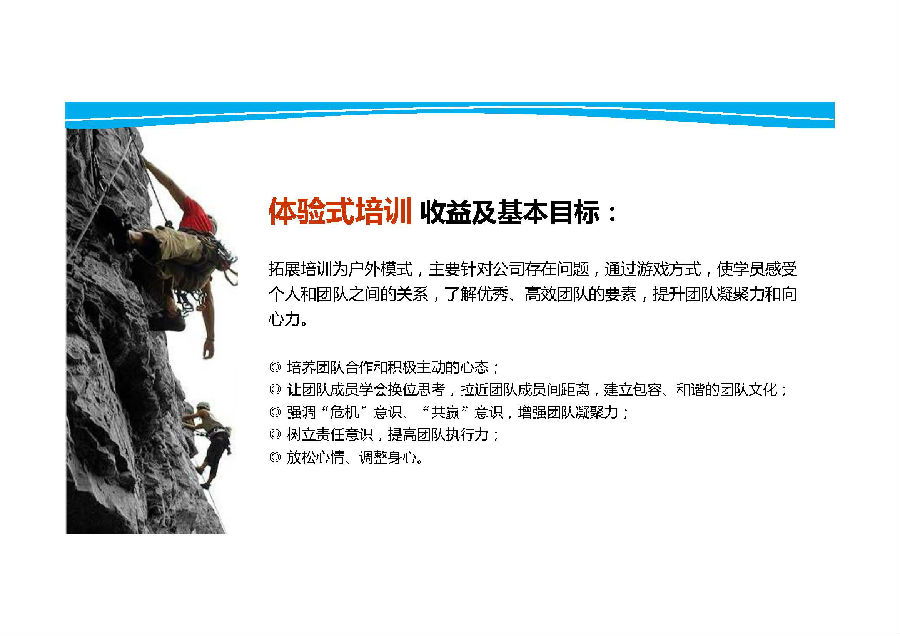 体验式培训 收益及基本目标：
拓展培训为户外模式，主要针对公司存在问题，通过游戏方式，使学员感受
个人和团队之间的关系，了解优秀、高效团队的要素，提升团队凝聚力和向
心力。
◎ 培养团队合作和积极主动的心态；
◎ 让团队成员学会换位思考，拉近团队成员间距离，建立包容、和谐的团队文化；
◎ 强调“危机”意识、“共赢”意识，增强团队凝聚力；
◎ 树立责任意识，提高团队执行力；
◎ 放松心情、调整身心。